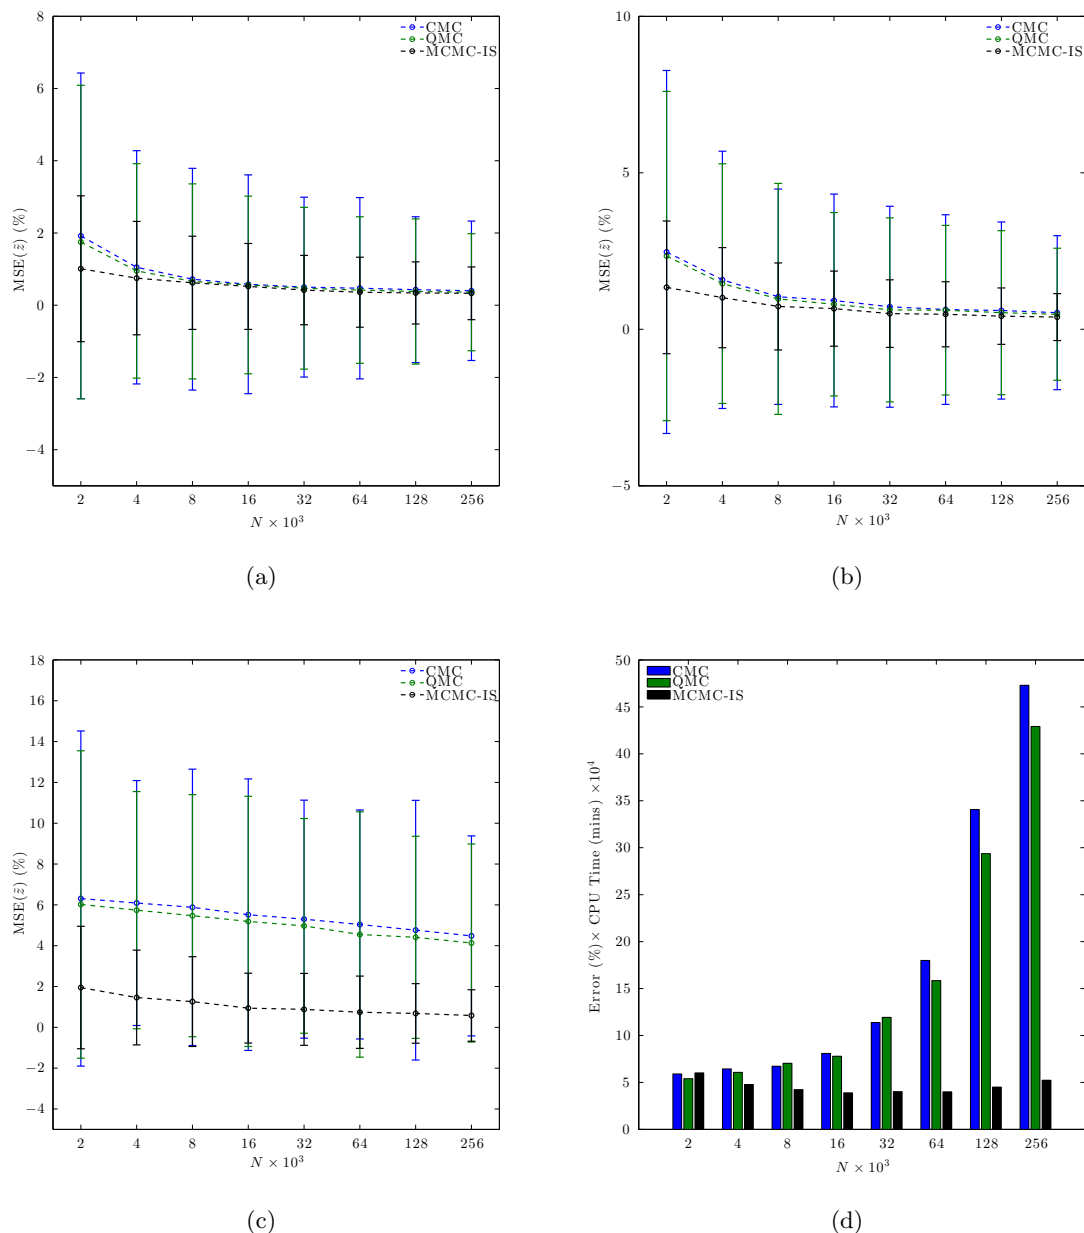 8
6
4
2
0
−2
−4
MSE(z̄) (%)
2 4 8 16 32 64 128 256
N × 10³
CMC
QMC
MCMC-IS
(a)
10
5
0
−5
MSE(z̄) (%)
2 4 8 16 32 64 128 256
N × 10³
CMC
QMC
MCMC-IS
(b)
18
16
14
12
10
8
6
4
2
0
−2
−4
MSE(z̄) (%)
2 4 8 16 32 64 128 256
N × 10³
CMC
QMC
MCMC-IS
(c)
50
45
40
35
30
25
20
15
10
5
0
Error (%)× CPU Time (mins) ×10⁴
2 4 8 16 32 64 128 256
N × 10³
CMC
QMC
MCMC-IS
(d)